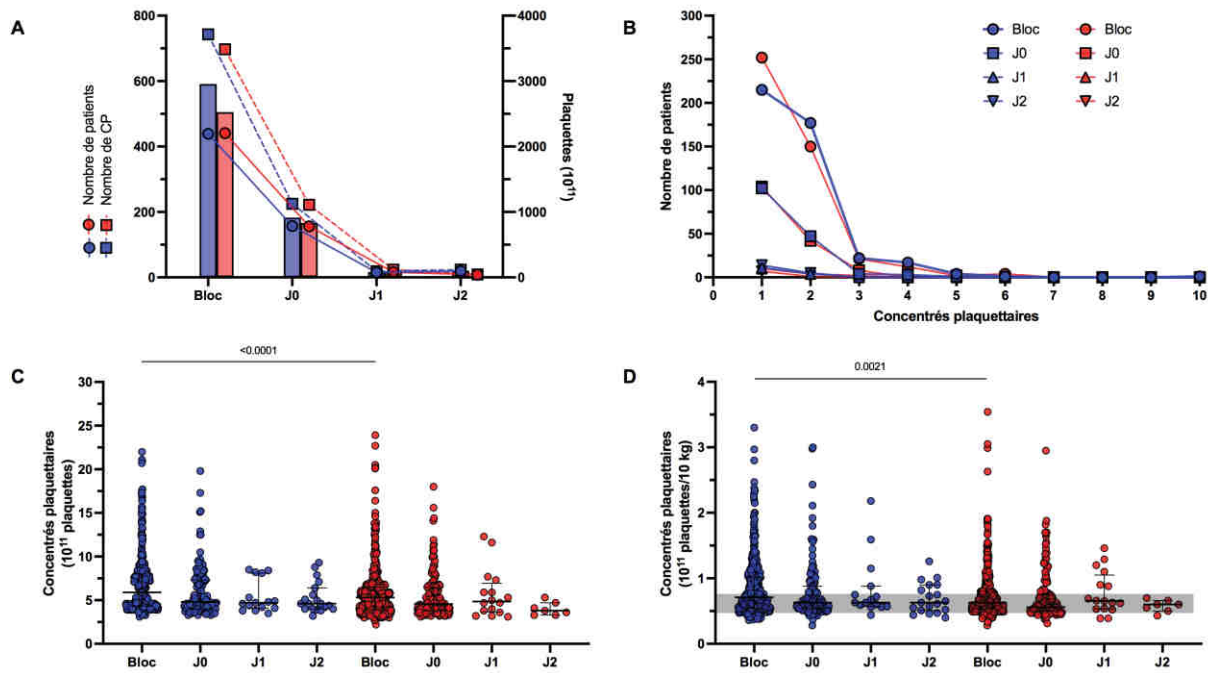 A
800
600
400
200
0
4000
3000
2000
1000
0
Plaquettes (10¹¹)
Nombre de patients
Nombre de CP
Bloc
J0
J1
J2
B
300
250
200
150
100
50
0
Nombre de patients
Bloc
J0
J1
J2
Bloc
J0
J1
J2
0
1
2
3
4
5
6
7
8
9
10
Concentrés plaquettaires
C
<0.0001
30
25
20
15
10
5
0
Concentrés plaquettaires
(10¹¹ plaquettes)
Bloc
J0
J1
J2
Bloc
J0
J1
J2
D
0.0021
4
3
2
1
0
Concentrés plaquettaires
(10¹¹ plaquettes/10 kg)
Bloc
J0
J1
J2
Bloc
J0
J1
J2